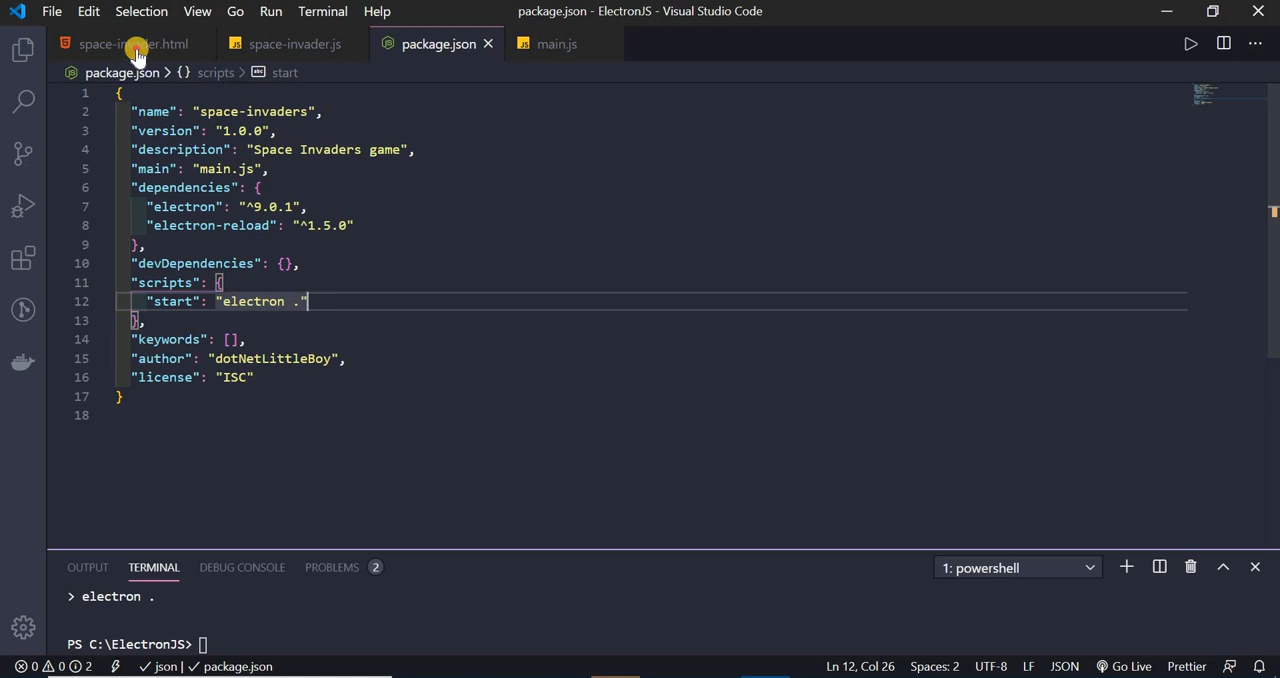 File Edit Selection View Go Run Terminal Help package.json - ElectronJS - Visual Studio Code
space-invader.html JS space-invader.js package.json JS main.js
package.json > {} scripts > abc start
1 {
2 "name": "space-invaders",
3 "version": "1.0.0",
4 "description": "Space Invaders game",
5 "main": "main.js",
6 "dependencies": {
7 "electron": "^9.0.1",
8 "electron-reload": "^1.5.0"
9 },
10 "devDependencies": {},
11 "scripts": {
12 "start": "electron ."
13 },
14 "keywords": [],
15 "author": "dotNetLittleBoy",
16 "license": "ISC"
17 }
18
OUTPUT TERMINAL DEBUG CONSOLE PROBLEMS 2 1: powershell
> electron .
PS C:\ElectronJS>
0 0 2 json | package.json Ln 12, Col 26 Spaces: 2 UTF-8 LF JSON Go Live Prettier